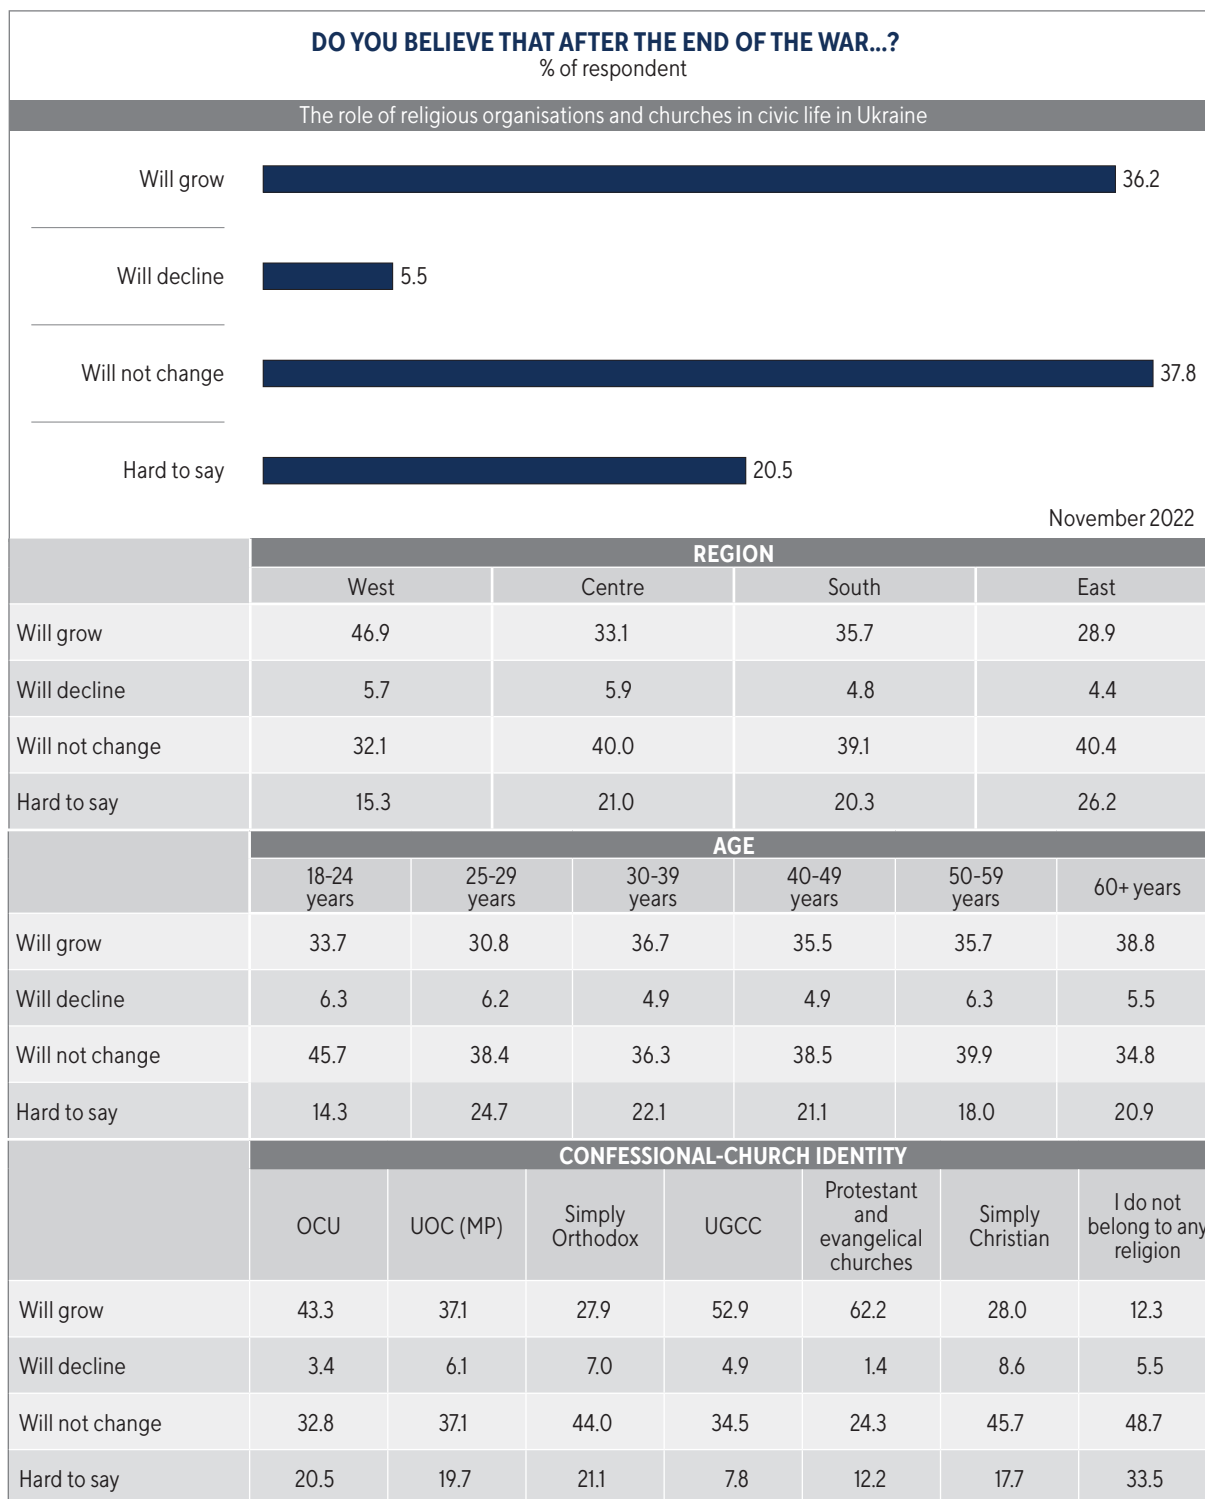 DO YOU BELIEVE THAT AFTER THE END OF THE WAR...?
% of respondent
The role of religious organisations and churches in civic life in Ukraine
Will grow 36.2
Will decline 5.5
Will not change 37.8
Hard to say 20.5
November 2022
REGION
West Centre South East
Will grow 46.9 33.1 35.7 28.9
Will decline 5.7 5.9 4.8 4.4
Will not change 32.1 40.0 39.1 40.4
Hard to say 15.3 21.0 20.3 26.2
AGE
18-24 years 25-29 years 30-39 years 40-49 years 50-59 years 60+ years
Will grow 33.7 30.8 36.7 35.5 35.7 38.8
Will decline 6.3 6.2 4.9 4.9 6.3 5.5
Will not change 45.7 38.4 36.3 38.5 39.9 34.8
Hard to say 14.3 24.7 22.1 21.1 18.0 20.9
CONFESSIONAL-CHURCH IDENTITY
OCU UOC (MP) Simply Orthodox UGCC Protestant and evangelical churches Simply Christian I do not belong to any religion
Will grow 43.3 37.1 27.9 52.9 62.2 28.0 12.3
Will decline 3.4 6.1 7.0 4.9 1.4 8.6 5.5
Will not change 32.8 37.1 44.0 34.5 24.3 45.7 48.7
Hard to say 20.5 19.7 21.1 7.8 12.2 17.7 33.5